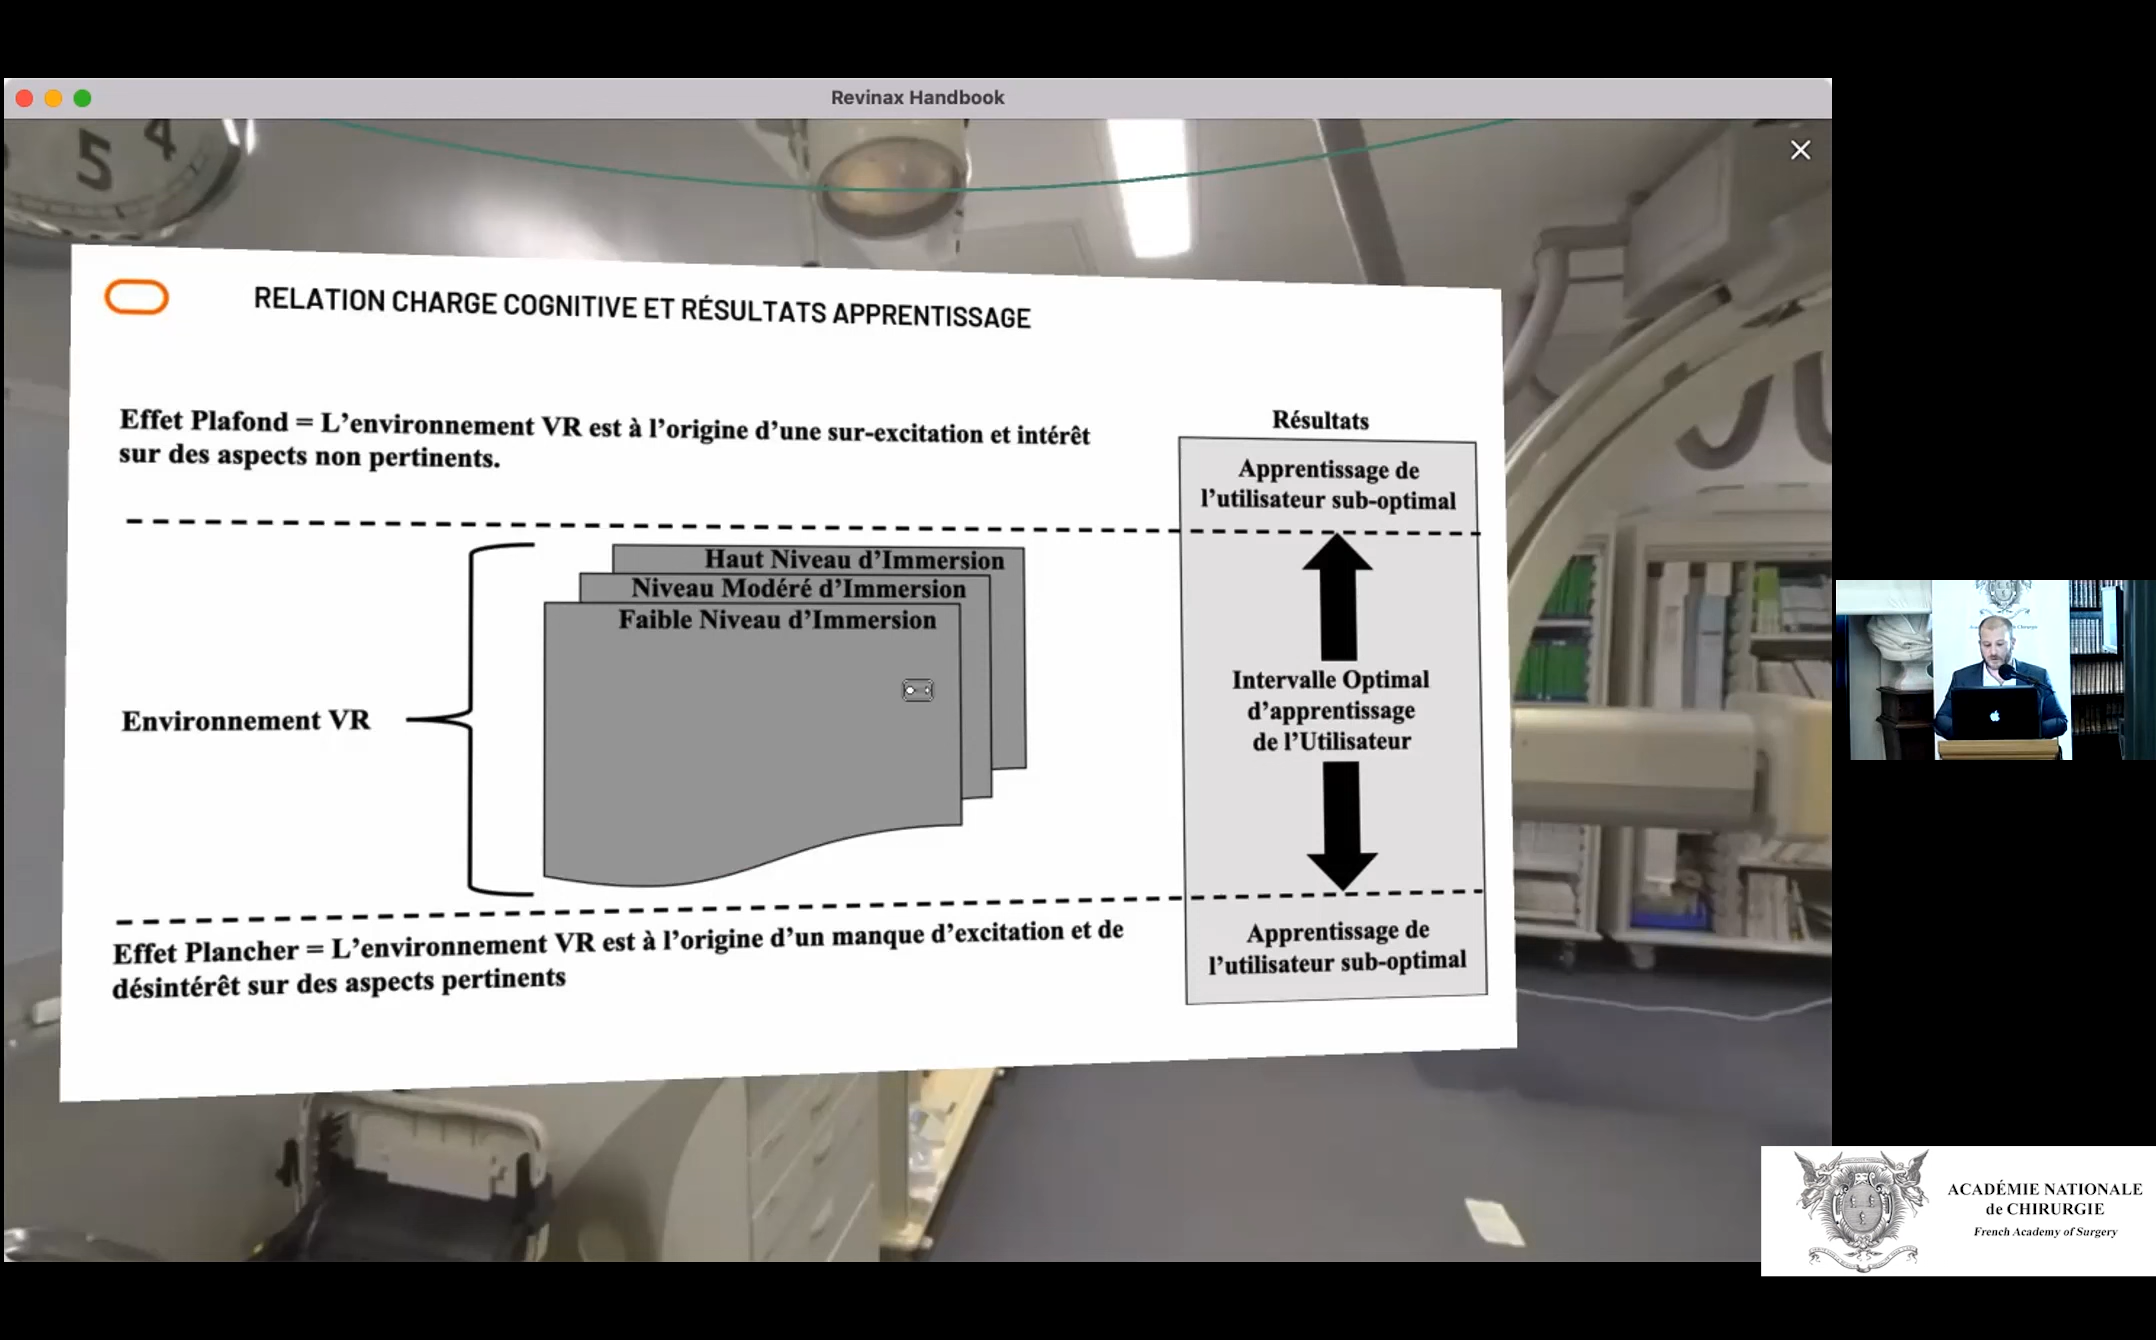 Revinax Handbook
5 4
RELATION CHARGE COGNITIVE ET RÉSULTATS APPRENTISSAGE
Effet Plafond = L’environnement VR est à l’origine d’une sur-excitation et intérêt
sur des aspects non pertinents.
Résultats
Apprentissage de
l’utilisateur sub-optimal
Haut Niveau d’Immersion
Niveau Modéré d’Immersion
Faible Niveau d’Immersion
Environnement VR
Intervalle Optimal
d’apprentissage
de l’Utilisateur
Effet Plancher = L’environnement VR est à l’origine d’un manque d’excitation et de
désintérêt sur des aspects pertinents
Apprentissage de
l’utilisateur sub-optimal
ACADÉMIE NATIONALE
de CHIRURGIE
French Academy of Surgery